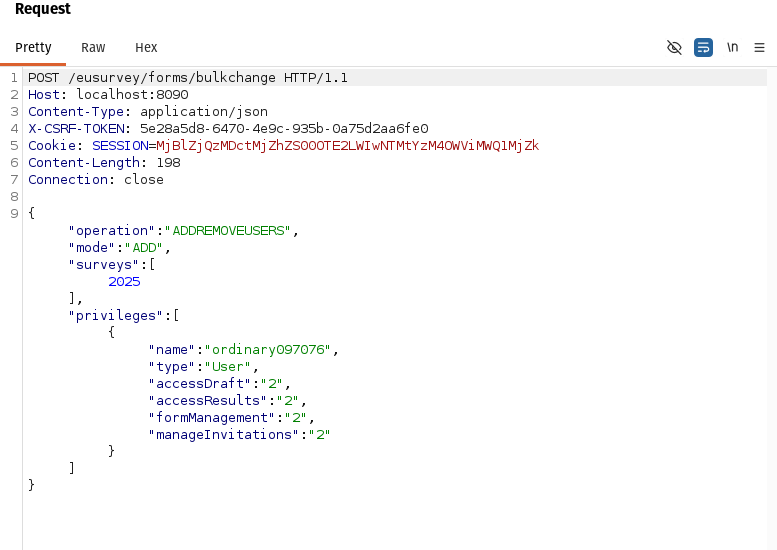 Request
Pretty Raw Hex \n
1 POST /eusurvey/forms/bulkchange HTTP/1.1
2 Host: localhost:8090
3 Content-Type: application/json
4 X-CSRF-TOKEN: 5e28a5d8-6470-4e9c-935b-0a75d2aa6fe0
5 Cookie: SESSION=MjBlZjQzMDctMjZhZS00OTE2LWIwNTMtYzM4OWViMWQ1MjZk
6 Content-Length: 198
7 Connection: close
8
9 {
"operation":"ADDREMOVEUSERS",
"mode":"ADD",
"surveys":[
2025
],
"privileges":[
{
"name":"ordinary097076",
"type":"User",
"accessDraft":"2",
"accessResults":"2",
"formManagement":"2",
"manageInvitations":"2"
}
]
}